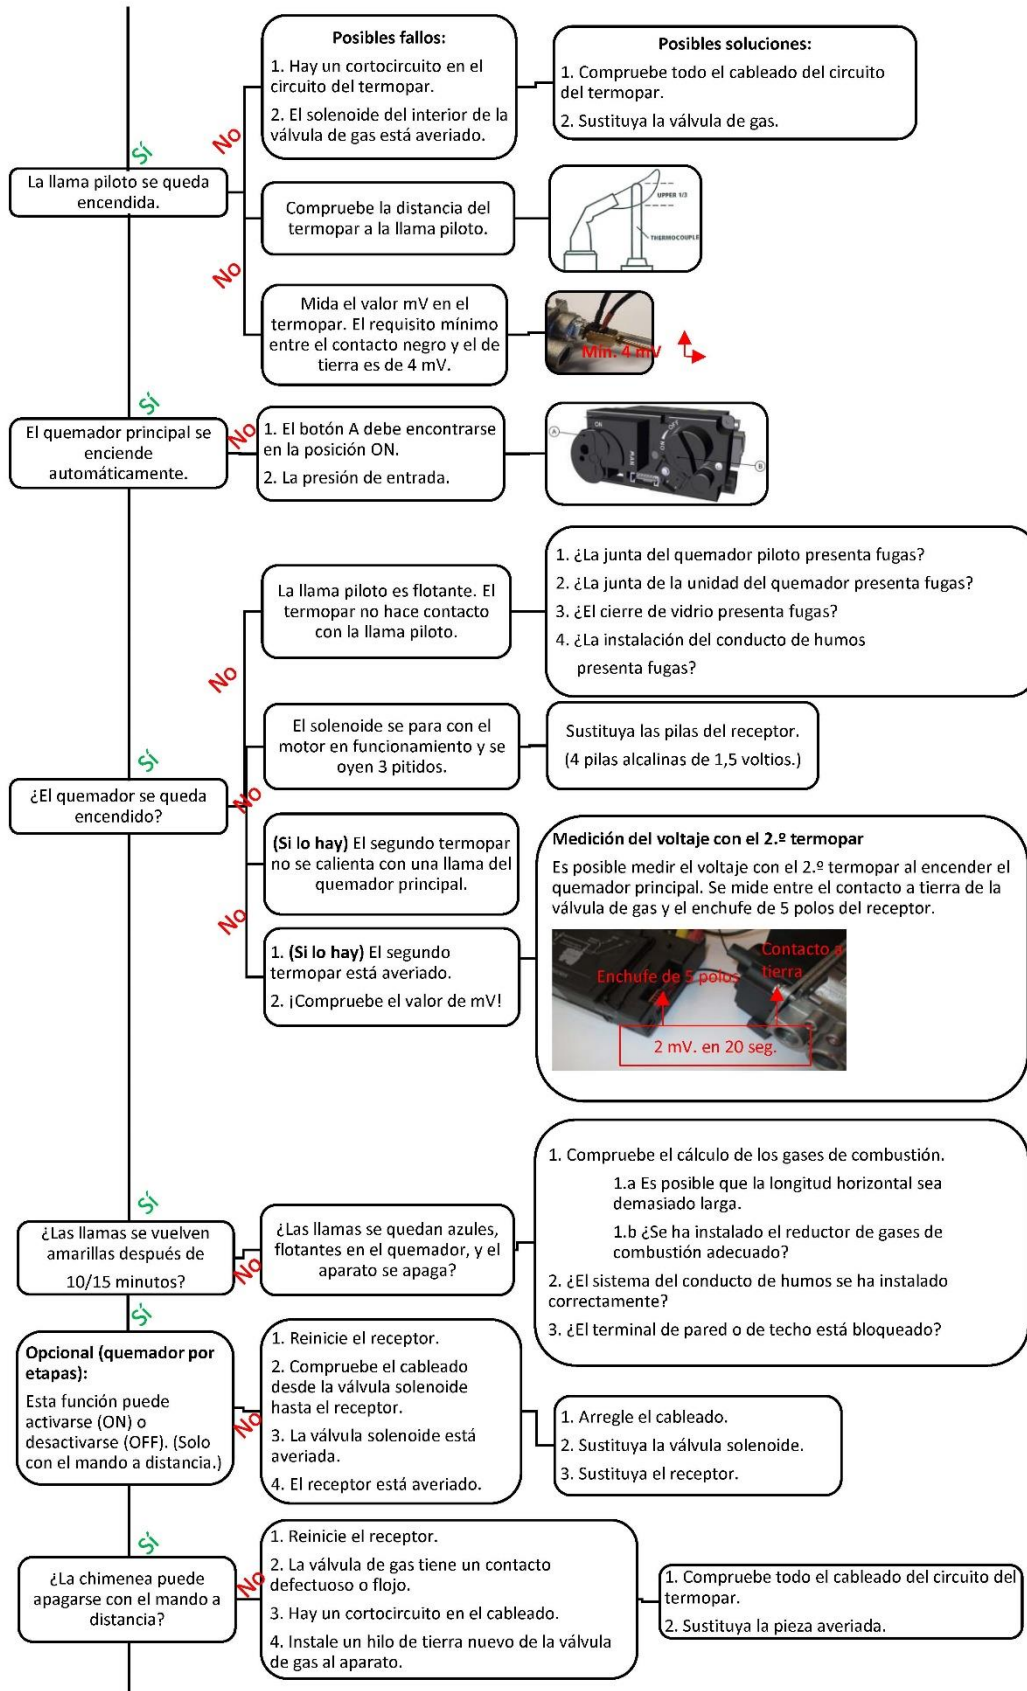 Posibles fallos:
1. Hay un cortocircuito en el
circuito del termopar.
2. El solenoide del interior de la
válvula de gas está averiado.
Posibles soluciones:
1. Compruebe todo el cableado del circuito
del termopar.
2. Sustituya la válvula de gas.
Sí
No
La llama piloto se queda
encendida.
Compruebe la distancia del
termopar a la llama piloto.
UPPER 1/3
THERMOCOUPLE
No
Mida el valor mV en el
termopar. El requisito mínimo
entre el contacto negro y el de
tierra es de 4 mV.
Mín. 4 mV
Sí
El quemador principal se
enciende
automáticamente.
No
1. El botón A debe encontrarse
en la posición ON.
2. La presión de entrada.
A
ON
MAN
ON
OFF
B
La llama piloto es flotante. El
termopar no hace contacto
con la llama piloto.
1. ¿La junta del quemador piloto presenta fugas?
2. ¿La junta de la unidad del quemador presenta fugas?
3. ¿El cierre de vidrio presenta fugas?
4. ¿La instalación del conducto de humos
presenta fugas?
No
El solenoide se para con el
motor en funcionamiento y se
oyen 3 pitidos.
Sustituya las pilas del receptor.
(4 pilas alcalinas de 1,5 voltios.)
Sí
¿El quemador se queda
encendido?
No
(Si lo hay) El segundo termopar
no se calienta con una llama del
quemador principal.
No
1. (Si lo hay) El segundo
termopar está averiado.
2. ¡Compruebe el valor de mV!
Medición del voltaje con el 2.º termopar
Es posible medir el voltaje con el 2.º termopar al encender el
quemador principal. Se mide entre el contacto a tierra de la
válvula de gas y el enchufe de 5 polos del receptor.
Contacto a
tierra
Enchufe de 5 polos
2 mV. en 20 seg.
Sí
¿Las llamas se vuelven
amarillas después de
10/15 minutos?
No
¿Las llamas se quedan azules,
flotantes en el quemador, y el
aparato se apaga?
1. Compruebe el cálculo de los gases de combustión.
1.a Es posible que la longitud horizontal sea
demasiado larga.
1.b ¿Se ha instalado el reductor de gases de
combustión adecuado?
2. ¿El sistema del conducto de humos se ha instalado
correctamente?
3. ¿El terminal de pared o de techo está bloqueado?
Sí
Opcional (quemador por
etapas):
Esta función puede
activarse (ON) o
desactivarse (OFF). (Solo
con el mando a distancia.)
No
1. Reinicie el receptor.
2. Compruebe el cableado
desde la válvula solenoide
hasta el receptor.
3. La válvula solenoide está
averiada.
4. El receptor está averiado.
1. Arregle el cableado.
2. Sustituya la válvula solenoide.
3. Sustituya el receptor.
Sí
¿La chimenea puede
apagarse con el mando a
distancia?
No
1. Reinicie el receptor.
2. La válvula de gas tiene un contacto
defectuoso o flojo.
3. Hay un cortocircuito en el cableado.
4. Instale un hilo de tierra nuevo de la válvula
de gas al aparato.
1. Compruebe todo el cableado del circuito del
termopar.
2. Sustituya la pieza averiada.